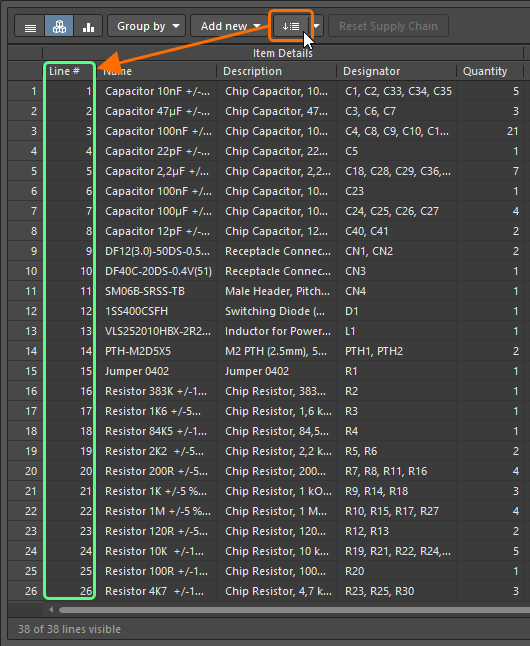 Group by Add new Reset Supply Chain
Item Details
Line # Name Description Designator Quantity
1 1 Capacitor 10nF +/-... Chip Capacitor, 10... C1, C2, C33, C34, C35 5
2 2 Capacitor 47µF +/-... Chip Capacitor, 47... C3, C6, C7 3
3 3 Capacitor 100nF +/... Chip Capacitor, 10... C4, C8, C9, C10, C1... 21
4 4 Capacitor 22pF +/-... Chip Capacitor, 22... C5 1
5 5 Capacitor 2,2µF +/-... Chip Capacitor, 2,2... C18, C28, C29, C36,... 7
6 6 Capacitor 100nF +/... Chip Capacitor, 10... C23 1
7 7 Capacitor 100µF +/... Chip Capacitor, 10... C24, C25, C26, C27 4
8 8 Capacitor 12pF +/-... Chip Capacitor, 12... C40, C41 2
9 9 DF12(3.0)-50DS-0.5... Receptacle Connec... CN1, CN2 2
10 10 DF40C-20DS-0.4V(51) Receptacle Connec... CN3 1
11 11 SM06B-SRSS-TB Male Header, Pitch... CN4 1
12 12 1SS400CSFH Switching Diode (... D1 1
13 13 VLS252010HBX-2R2... Inductor for Power... L1 1
14 14 PTH-M2D5X5 M2 PTH (2.5mm), 5... PTH1, PTH2 2
15 15 Jumper 0402 Jumper 0402 R1 1
16 16 Resistor 383K +/-1... Chip Resistor, 383... R2 1
17 17 Resistor 1K6 +/-5... Chip Resistor, 1,6 k... R3 1
18 18 Resistor 84K5 +/-1... Chip Resistor, 84,5... R4 1
19 19 Resistor 2K2 +/-5... Chip Resistor, 2,2 k... R5, R6 2
20 20 Resistor 200R +/-5... Chip Resistor, 200... R7, R8, R11, R16 4
21 21 Resistor 1K +/-5 %... Chip Resistor, 1 kO... R9, R14, R18 3
22 22 Resistor 1M +/-5 %... Chip Resistor, 1 M... R10, R15, R17, R27 4
23 23 Resistor 120R +/-5... Chip Resistor, 120... R12, R13 2
24 24 Resistor 10K +/-1... Chip Resistor, 10 k... R19, R21, R22, R24,... 5
25 25 Resistor 100R +/-1... Chip Resistor, 100... R20 1
26 26 Resistor 4K7 +/-1... Chip Resistor, 4,7 k... R23, R25, R30 3
38 of 38 lines visible